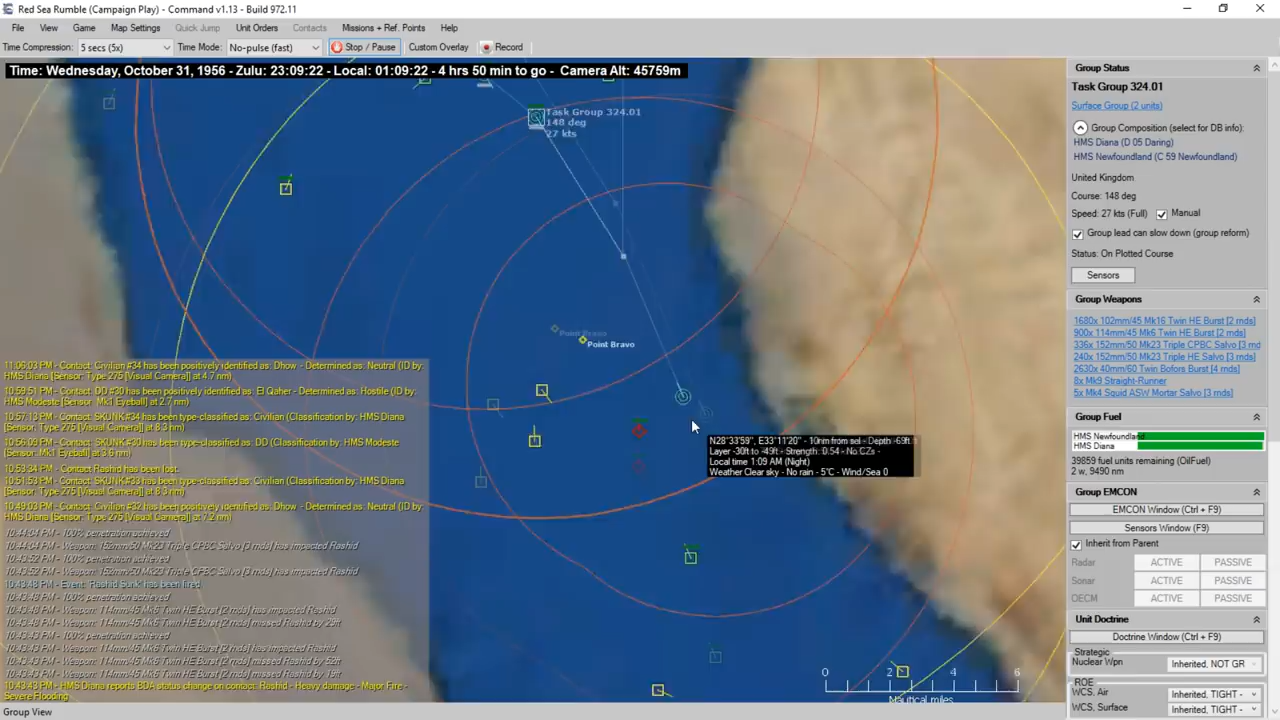 Red Sea Rumble (Campaign Play) - Command v1.13 - Build 972.11
File View Game Map Settings Quick Jump Unit Orders Contacts Missions + Ref. Points Help
Time Compression: 5 secs (5x) Time Mode: No-pulse (fast) Stop / Pause Custom Overlay Record
Time: Wednesday, October 31, 1956 - Zulu: 23:09:22 - Local: 01:09:22 - 4 hrs 50 min to go - Camera Alt: 45759m
Task Group 324.01
148 deg
27 kts
Point Bravo
Point Bravo
N28°33'59", E33°11'20" - 10nm from sel - Depth -69ft
Layer -30ft to -49ft - Strength: 0.54 - No CZs -
Local time 1:09 AM (Night)
Weather Clear sky - No rain - 5°C - Wind/Sea 0
11:06:03 PM - Contact: Civilian #34 has been positively identified as: Dhow - Determined as: Neutral (ID by:
HMS Diana [Sensor: Type 275 [Visual Camera]] at 4.7 nm)
10:59:51 PM - Contact: DD #30 has been positively identified as: El Qaher - Determined as: Hostile (ID by:
HMS Modeste [Sensor: Mk1 Eyeball] at 2.7 nm)
10:57:13 PM - Contact: SKUNK #34 has been type-classified as: Civilian (Classification by: HMS Diana
[Sensor: Type 275 [Visual Camera]] at 8.3 nm)
10:56:09 PM - Contact: SKUNK #30 has been type-classified as: DD (Classification by: HMS Modeste
[Sensor: Mk1 Eyeball] at 3.6 nm)
10:53:34 PM - Contact Rashid has been lost.
10:51:53 PM - Contact: SKUNK #33 has been type-classified as: Civilian (Classification by: HMS Diana
[Sensor: Type 275 [Visual Camera]] at 8.3 nm)
10:49:03 PM - Contact: Civilian #32 has been positively identified as: Dhow - Determined as: Neutral (ID by:
HMS Diana [Sensor: Type 275 [Visual Camera]] at 7.2 nm)
10:44:04 PM - 100% penetration achieved
10:44:04 PM - Weapon: 152mm/50 Mk23 Triple CPBC Salvo [3 rnds] has impacted Rashid
10:43:52 PM - 100% penetration achieved
10:43:52 PM - Weapon: 152mm/50 Mk23 Triple CPBC Salvo [3 rnds] has impacted Rashid
10:43:48 PM - Event: 'Rashid Sunk' has been fired.
10:43:48 PM - 100% penetration achieved
10:43:48 PM - Weapon: 114mm/45 Mk6 Twin HE Burst [2 rnds] has impacted Rashid
10:43:48 PM - Weapon: 114mm/45 Mk6 Twin HE Burst [2 rnds] missed Rashid by 29ft
10:43:43 PM - 100% penetration achieved
10:43:43 PM - Weapon: 114mm/45 Mk6 Twin HE Burst [2 rnds] has impacted Rashid
10:43:43 PM - Weapon: 114mm/45 Mk6 Twin HE Burst [2 rnds] missed Rashid by 52ft
10:43:43 PM - Weapon: 114mm/45 Mk6 Twin HE Burst [2 rnds] missed Rashid by 19ft
10:43:43 PM - HMS Diana reports BDA status change on contact: Rashid - Heavy damage - Major Fire -
Severe Flooding
0 2 4 6
Nautical miles
Group View
Group Status
Task Group 324.01
Surface Group (2 units)
Group Composition (select for DB info):
HMS Diana (D 05 Daring)
HMS Newfoundland (C 59 Newfoundland)
United Kingdom
Course: 148 deg
Speed: 27 kts (Full) Manual
Group lead can slow down (group reform)
Status: On Plotted Course
Sensors
Group Weapons
1680x 102mm/45 Mk16 Twin HE Burst [2 rnds]
900x 114mm/45 Mk6 Twin HE Burst [2 rnds]
336x 152mm/50 Mk23 Triple CPBC Salvo [3 rnd
240x 152mm/50 Mk23 Triple HE Salvo [3 rnds]
2630x 40mm/60 Twin Bofors Burst [4 rnds]
8x Mk9 Straight-Runner
5x Mk4 Squid ASW Mortar Salvo [3 rnds]
Group Fuel
HMS Newfoundland
HMS Diana
39859 fuel units remaining (OilFuel)
2 w, 9490 nm
Group EMCON
EMCON Window (Ctrl + F9)
Sensors Window (F9)
Inherit from Parent
Radar ACTIVE PASSIVE
Sonar ACTIVE PASSIVE
OECM ACTIVE PASSIVE
Unit Doctrine
Doctrine Window (Ctrl + F9)
Strategic
Nuclear Wpn Inherited, NOT GR
ROE
WCS, Air Inherited, TIGHT -
WCS, Surface Inherited, TIGHT -